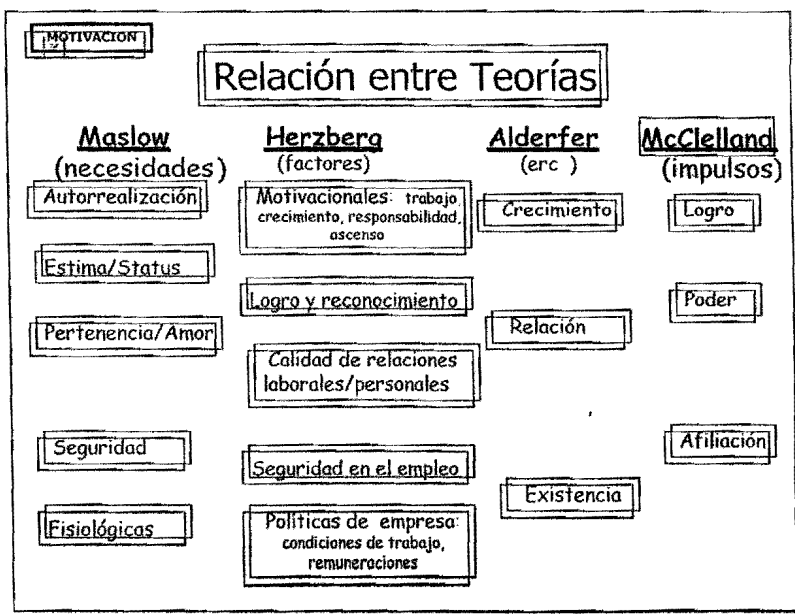 MOTIVACION
Relación entre Teorías
Maslow
(necesidades)
Autorrealización
Estima/Status
Pertenencia/Amor
Seguridad
Fisiológicas
Herzberg
(factores)
Motivacionales: trabajo,
crecimiento, responsabilidad,
ascenso
Logro y reconocimiento
Calidad de relaciones
laborales/personales
Seguridad en el empleo
Políticas de empresa:
condiciones de trabajo,
remuneraciones
Alderfer
(erc )
Crecimiento
Relación
Existencia
McClelland
(impulsos)
Logro
Poder
Afiliación